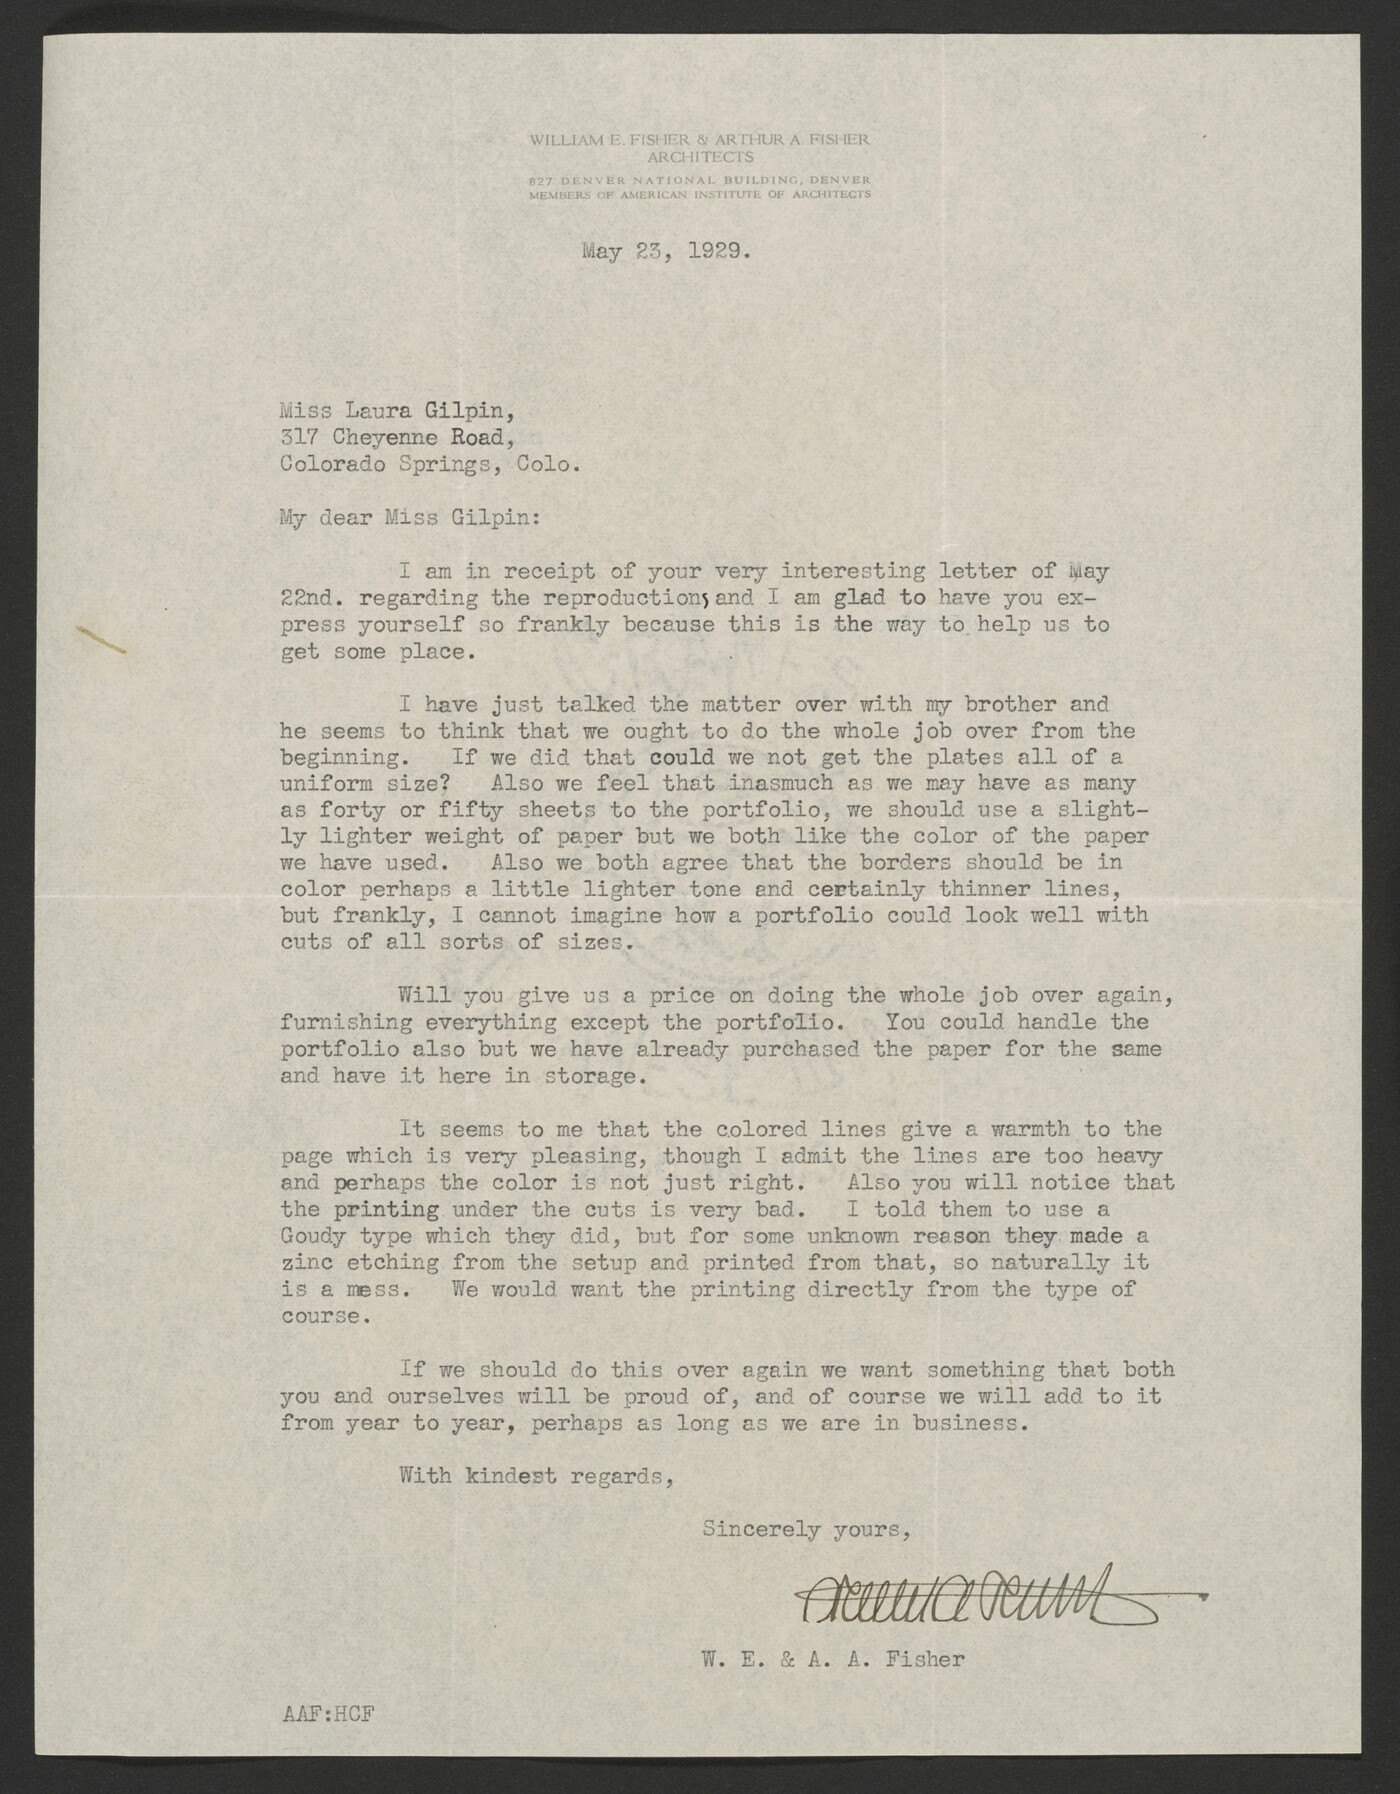 WILLIAM E. FISHER & ARTHUR A. FISHER
ARCHITECTS
827 DENVER NATIONAL BUILDING, DENVER
MEMBERS OF AMERICAN INSTITUTE OF ARCHITECTS
May 23, 1929.
Miss Laura Gilpin,
317 Cheyenne Road,
Colorado Springs, Colo.
My dear Miss Gilpin:
I am in receipt of your very interesting letter of May
22nd. regarding the reproductions and I am glad to have you ex-
press yourself so frankly because this is the way to help us to
get some place.
I have just talked the matter over with my brother and
he seems to think that we ought to do the whole job over from the
beginning. If we did that could we not get the plates all of a
uniform size? Also we feel that inasmuch as we may have as many
as forty or fifty sheets to the portfolio, we should use a slight-
ly lighter weight of paper but we both like the color of the paper
we have used. Also we both agree that the borders should be in
color perhaps a little lighter tone and certainly thinner lines,
but frankly, I cannot imagine how a portfolio could look well with
cuts of all sorts of sizes.
Will you give us a price on doing the whole job over again,
furnishing everything except the portfolio. You could handle the
portfolio also but we have already purchased the paper for the same
and have it here in storage.
It seems to me that the colored lines give a warmth to the
page which is very pleasing, though I admit the lines are too heavy
and perhaps the color is not just right. Also you will notice that
the printing under the cuts is very bad. I told them to use a
Goudy type which they did, but for some unknown reason they made a
zinc etching from the setup and printed from that, so naturally it
is a mess. We would want the printing directly from the type of
course.
If we should do this over again we want something that both
you and ourselves will be proud of, and of course we will add to it
from year to year, perhaps as long as we are in business.
With kindest regards,
Sincerely yours,
W. E. & A. A. Fisher
AAF:HCF